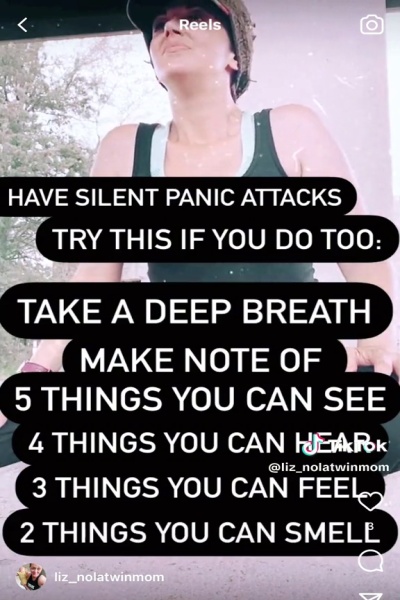 Reels
HAVE SILENT PANIC ATTACKS
TRY THIS IF YOU DO TOO:
TAKE A DEEP BREATH
MAKE NOTE OF
5 THINGS YOU CAN SEE
4 THINGS YOU CAN HEAR
TikTok
@liz_nolatwinmom
3 THINGS YOU CAN FEEL
8
2 THINGS YOU CAN SMELL
liz_nolatwinmom